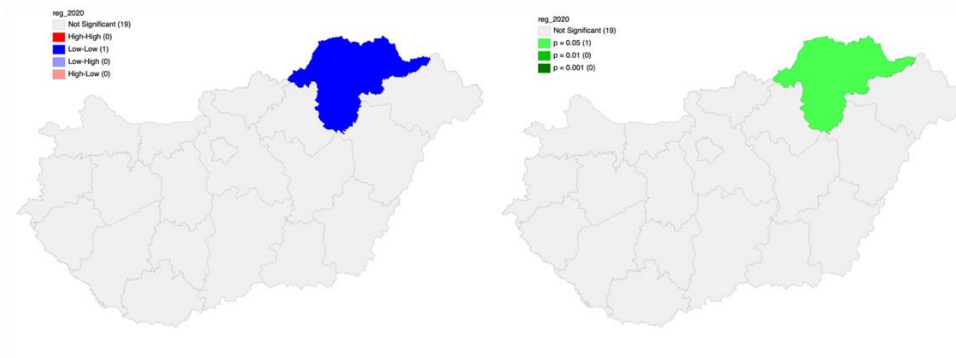 reg_2020
Not Significant (19)
High-High (0)
Low-Low (1)
Low-High (0)
High-Low (0)
reg_2020
Not Significant (19)
p = 0.05 (1)
p = 0.01 (0)
p = 0.001 (0)